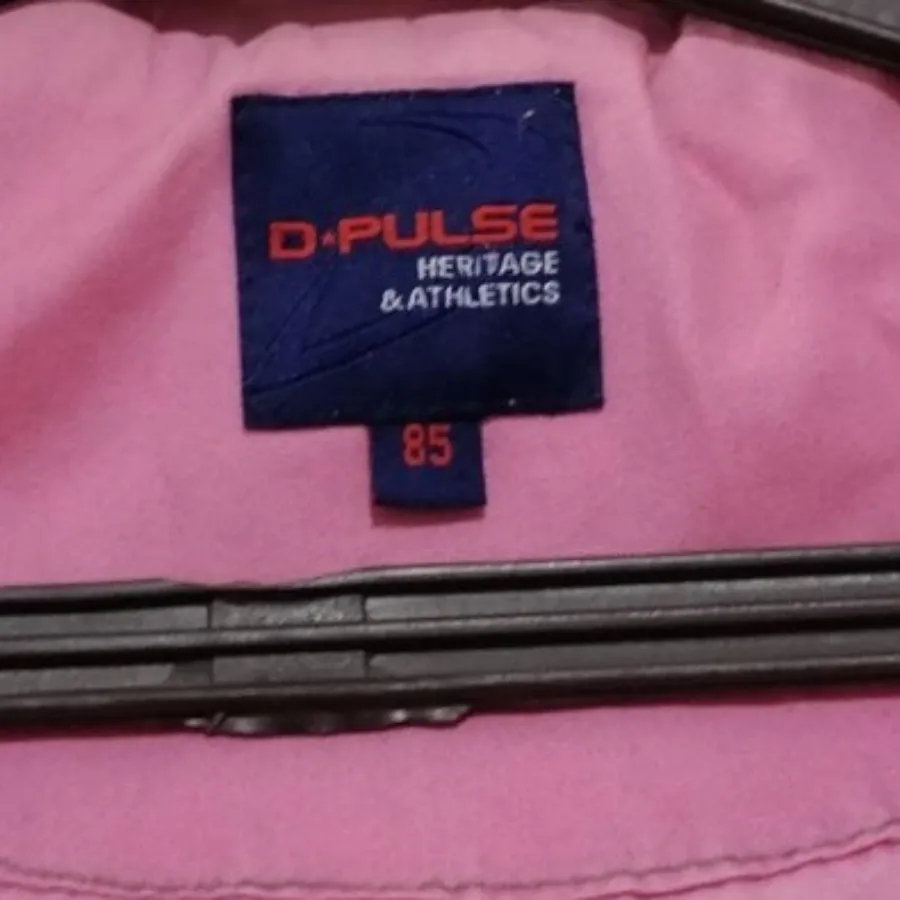 D★PULSE
HERITAGE
&ATHLETICS
85